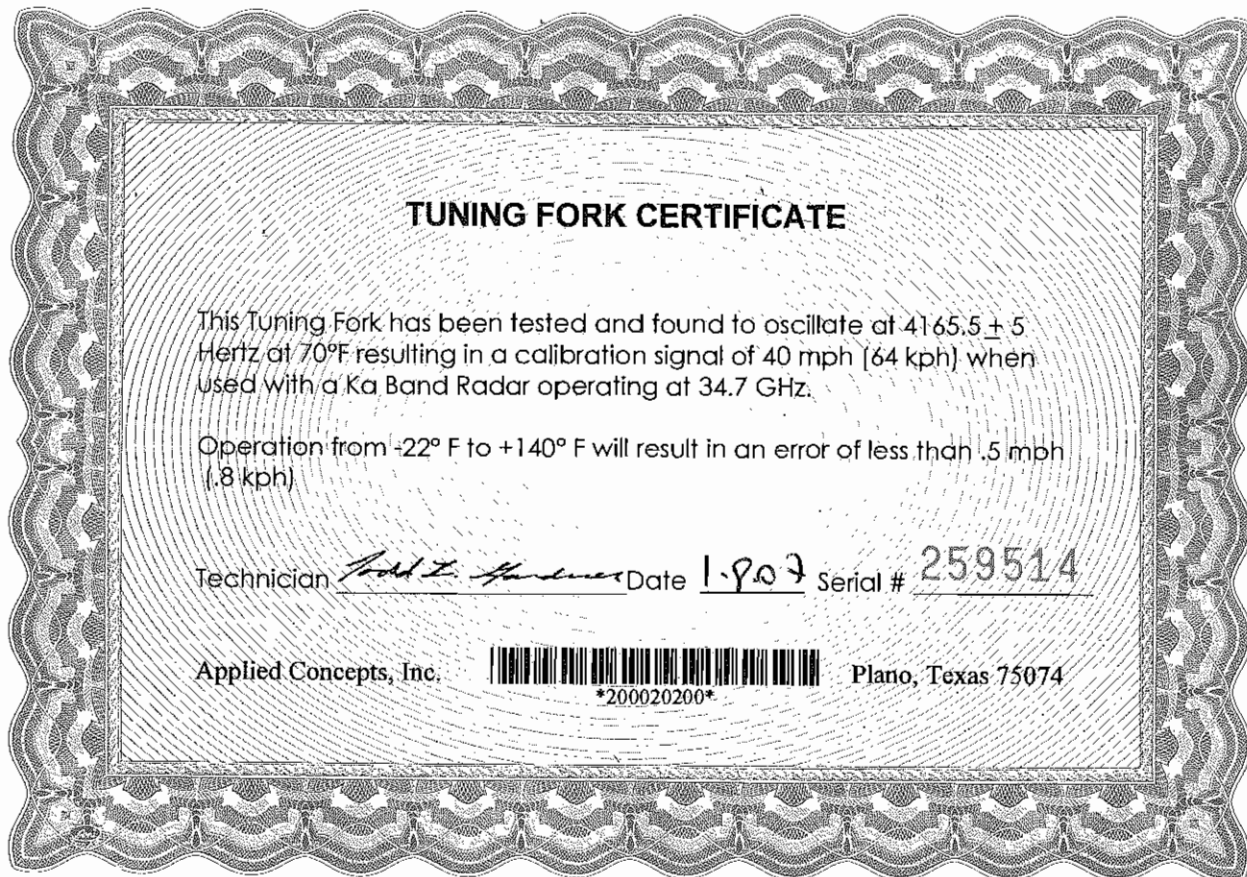 TUNING FORK CERTIFICATE
This Tuning Fork has been tested and found to oscillate at 4165.5 ± 5
Hertz at 70°F resulting in a calibration signal of 40 mph (64 kph) when
used with a Ka Band Radar operating at 34.7 GHz.
Operation from -22° F to +140° F will result in an error of less than .5 mph
(.8 kph)
Technician Todd L. Gardner Date 1.8.07 Serial # 259514
Applied Concepts, Inc. *200020200* Plano, Texas 75074